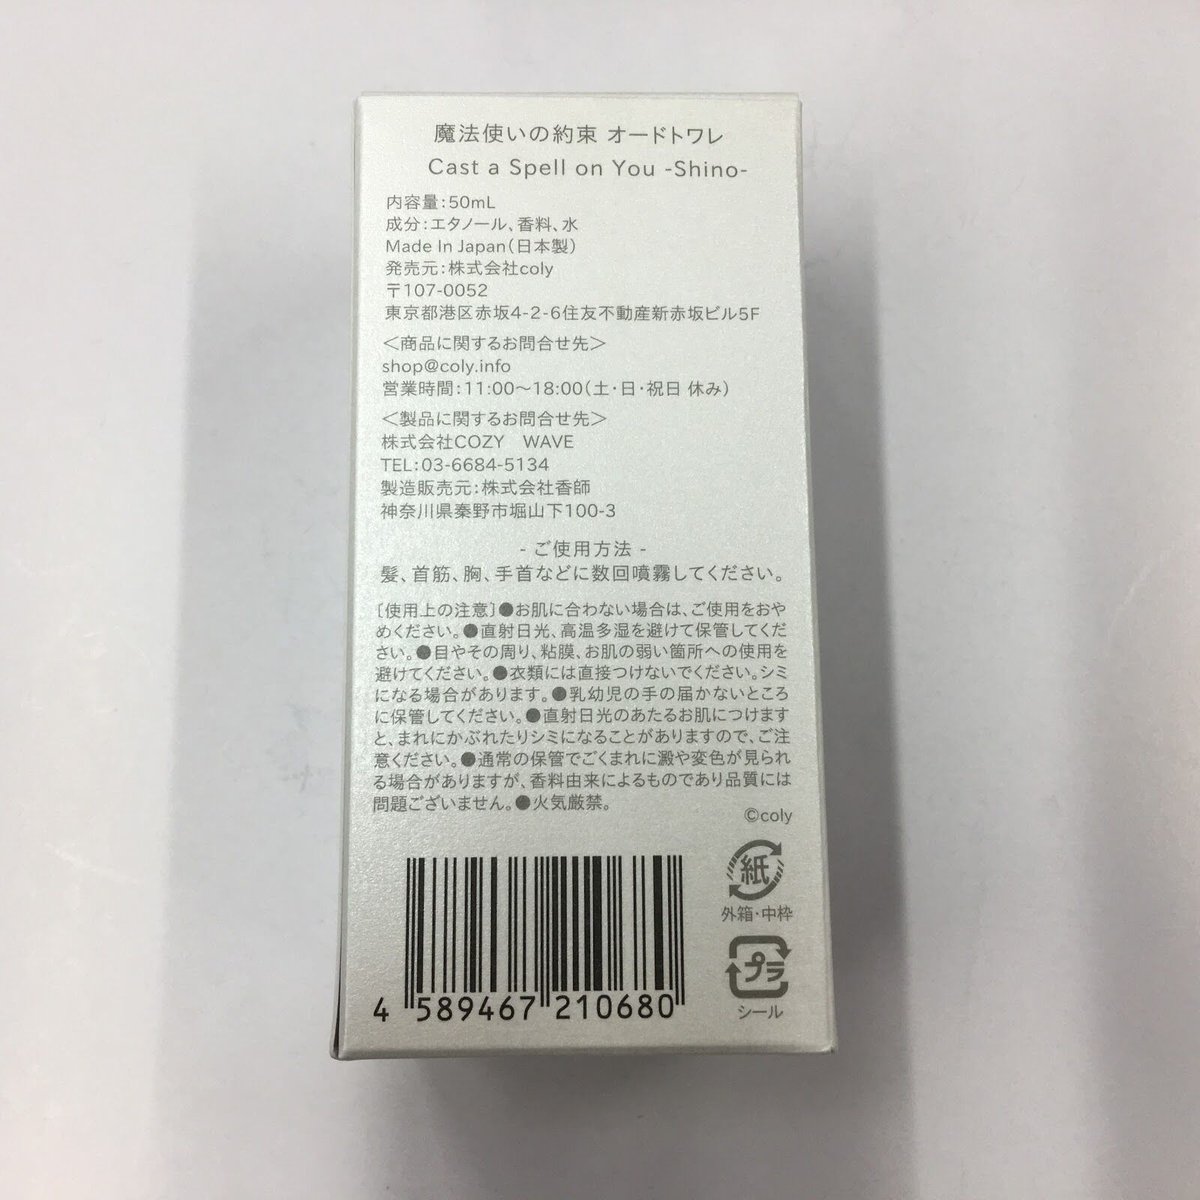 魔法使いの約束 オードトワレ
Cast a Spell on You -Shino-
内容量:50mL
成分:エタノール、香料、水
Made In Japan(日本製)
発売元:株式会社coly
〒107-0052
東京都港区赤坂4-2-6住友不動産新赤坂ビル5F
＜商品に関するお問合せ先＞
shop@coly.info
営業時間:11:00〜18:00(土・日・祝日 休み)
＜製品に関するお問合せ先＞
株式会社COZY WAVE
TEL:03-6684-5134
製造販売元:株式会社香師
神奈川県秦野市堀山下100-3
- ご使用方法 -
髪、首筋、胸、手首などに数回噴霧してください。
[使用上の注意]●お肌に合わない場合は、ご使用をおや
めください。●直射日光、高温多湿を避けて保管してくだ
さい。●目やその周り、粘膜、お肌の弱い箇所への使用を
避けてください。●衣類には直接つけないでください。シミ
になる場合があります。●乳幼児の手の届かないところ
に保管してください。●直射日光のあたるお肌につけます
と、まれにかぶれたりシミになることがありますので、ご注
意ください。●通常の保管でごくまれに澱や変色が見られ
る場合がありますが、香料由来によるものであり品質には
問題ございません。●火気厳禁。
©coly
紙
外箱・中枠
プラ
シール
4 589467 210680